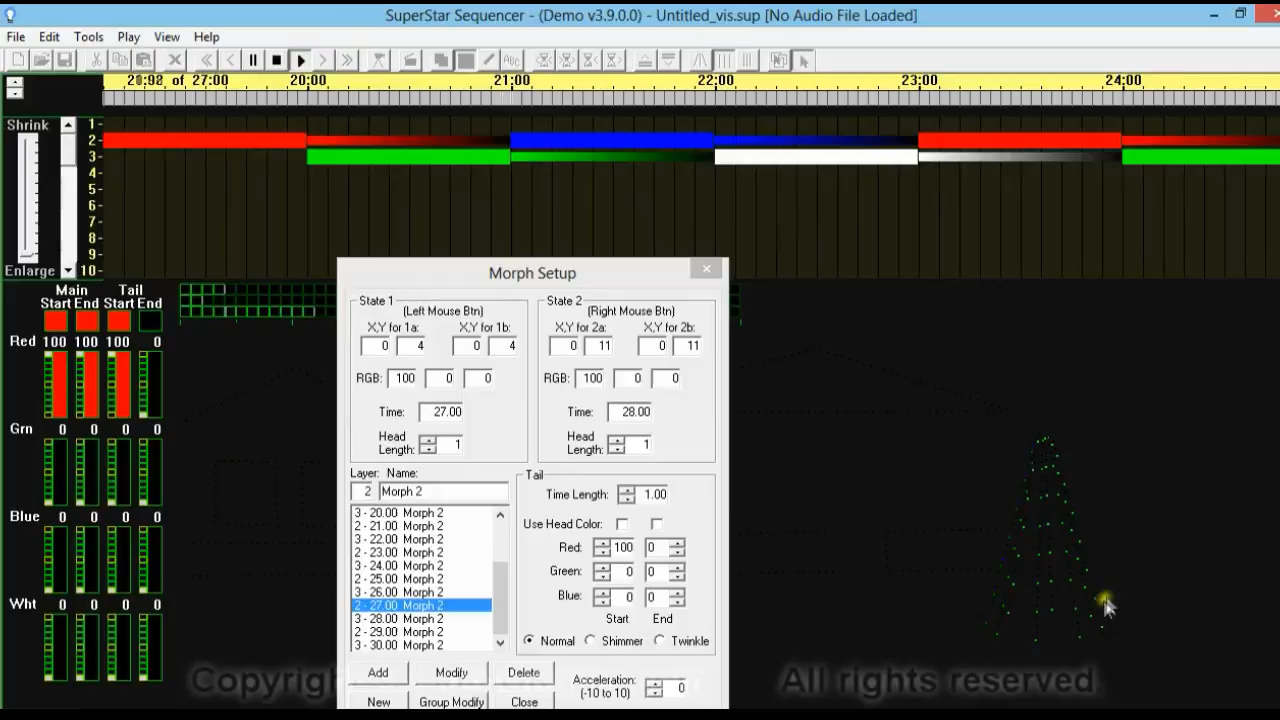 SuperStar Sequencer - (Demo v3.9.0.0) - Untitled_vis.sup [No Audio File Loaded]
File Edit Tools Play View Help
20:98 of 27:00 20:00 21:00 22:00 23:00 24:00
Shrink
Enlarge
1-
2-
3-
4-
5-
6-
7-
8-
9-
10-
Main Tail
Start End Start End
Red 100 100 100 0
Grn 0 0 0 0
Blue 0 0 0 0
Wht 0 0 0 0
Morph Setup
State 1
(Left Mouse Btn)
X,Y for 1a: X,Y for 1b:
0 4 0 4
RGB: 100 0 0
Time: 27.00
Head Length: 1
State 2
(Right Mouse Btn)
X,Y for 2a: X,Y for 2b:
0 11 0 11
RGB: 100 0 0
Time: 28.00
Head Length: 1
Layer: Name:
2 Morph 2
3 - 20.00 Morph 2
2 - 21.00 Morph 2
3 - 22.00 Morph 2
2 - 23.00 Morph 2
3 - 24.00 Morph 2
2 - 25.00 Morph 2
3 - 26.00 Morph 2
2 - 27.00 Morph 2
3 - 28.00 Morph 2
2 - 29.00 Morph 2
3 - 30.00 Morph 2
Tail
Time Length: 1.00
Use Head Color:
Red: 100 0
Green: 0 0
Blue: 0 0
Start End
Normal Shimmer Twinkle
Add Modify Delete
New Group Modify Close
Acceleration: 0
(-10 to 10)
All rights reserved